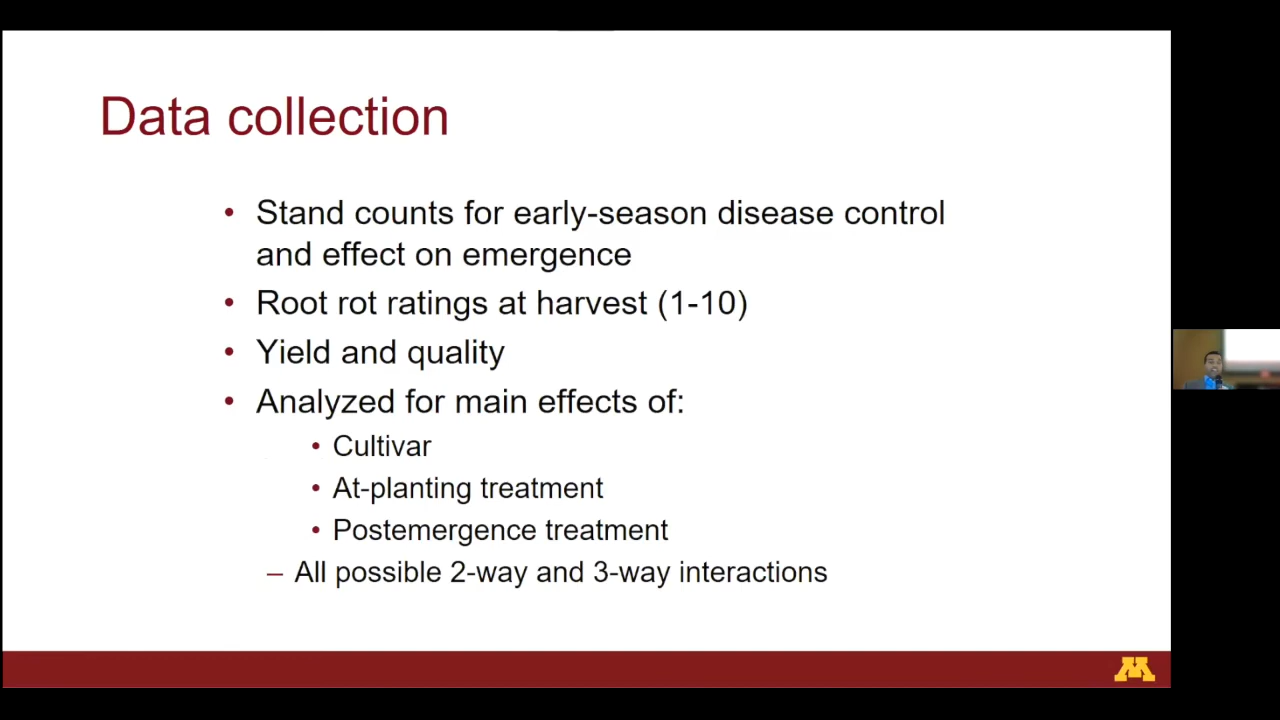 Data collection
• Stand counts for early-season disease control
and effect on emergence
• Root rot ratings at harvest (1-10)
• Yield and quality
• Analyzed for main effects of:
• Cultivar
• At-planting treatment
• Postemergence treatment
– All possible 2-way and 3-way interactions
M